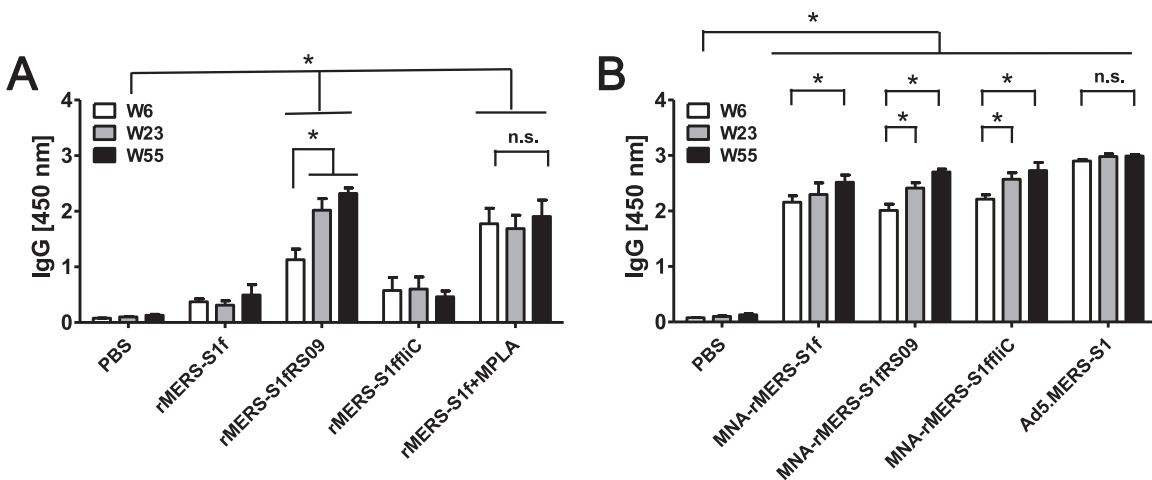 A
IgG [450 nm]
4
3
2
1
0
W6
W23
W55
*
*
n.s.
PBS
rMERS-S1f
rMERS-S1fRS09
rMERS-S1ffliC
rMERS-S1f+MPLA
B
IgG [450 nm]
4
3
2
1
0
W6
W23
W55
*
*
*
*
n.s.
*
*
PBS
MNA-rMERS-S1f
MNA-rMERS-S1fRS09
MNA-rMERS-S1ffliC
Ad5.MERS-S1